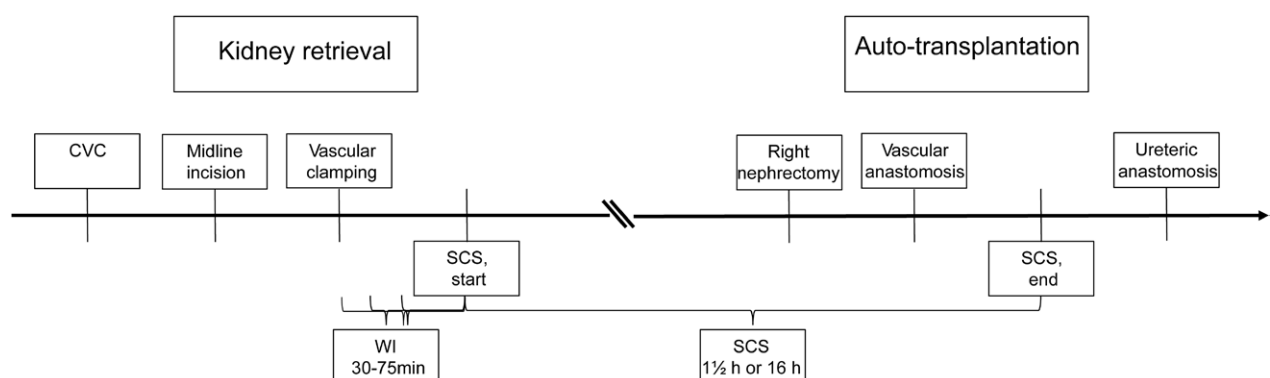 Kidney retrieval
Auto-transplantation
CVC
Midline
incision
Vascular
clamping
Right
nephrectomy
Vascular
anastomosis
Ureteric
anastomosis
SCS,
start
SCS,
end
WI
30-75min
SCS
1½ h or 16 h